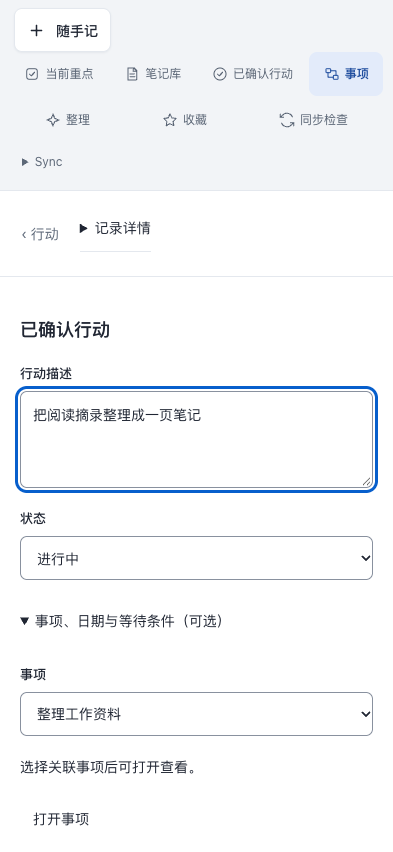 + 随手记
当前重点 笔记库 已确认行动 事项
整理 收藏 同步检查
▶ Sync
‹ 行动 ▶ 记录详情
已确认行动
行动描述
把阅读摘录整理成一页笔记
状态
进行中
▼ 事项、日期与等待条件（可选）
事项
整理工作资料
选择关联事项后可打开查看。
打开事项